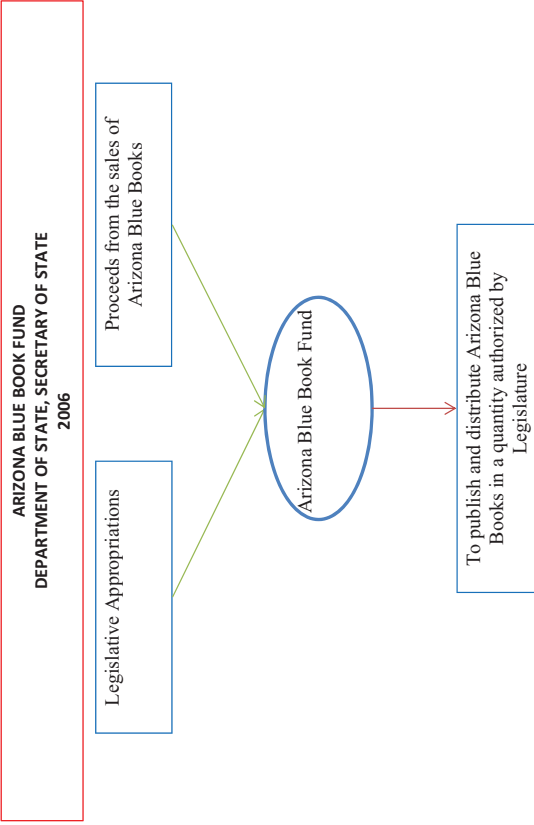 ARIZONA BLUE BOOK FUND
DEPARTMENT OF STATE, SECRETARY OF STATE
2006
Legislative Appropriations
Proceeds from the sales of
Arizona Blue Books
Arizona Blue Book Fund
To publish and distribute Arizona Blue
Books in a quantity authorized by
Legislature